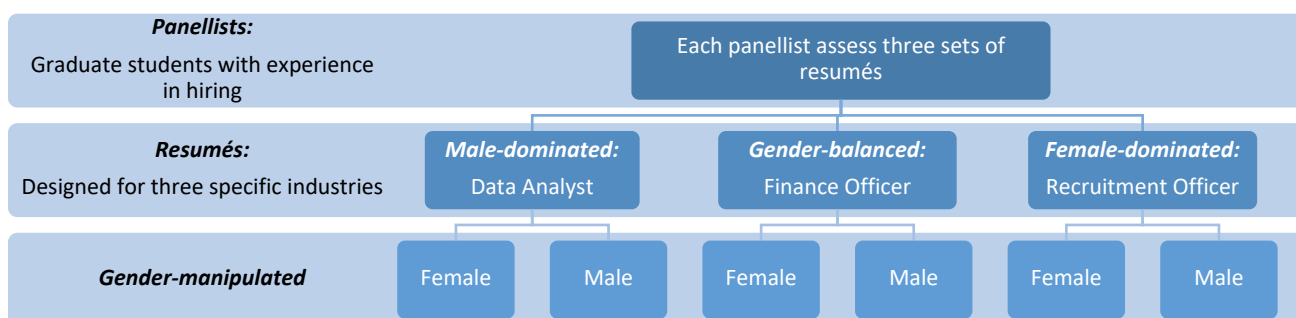 Panellists:
Graduate students with experience
in hiring
Each panellist assess three sets of
resumés
Resumés:
Designed for three specific industries
Male-dominated:
Data Analyst
Gender-balanced:
Finance Officer
Female-dominated:
Recruitment Officer
Gender-manipulated
Female
Male
Female
Male
Female
Male